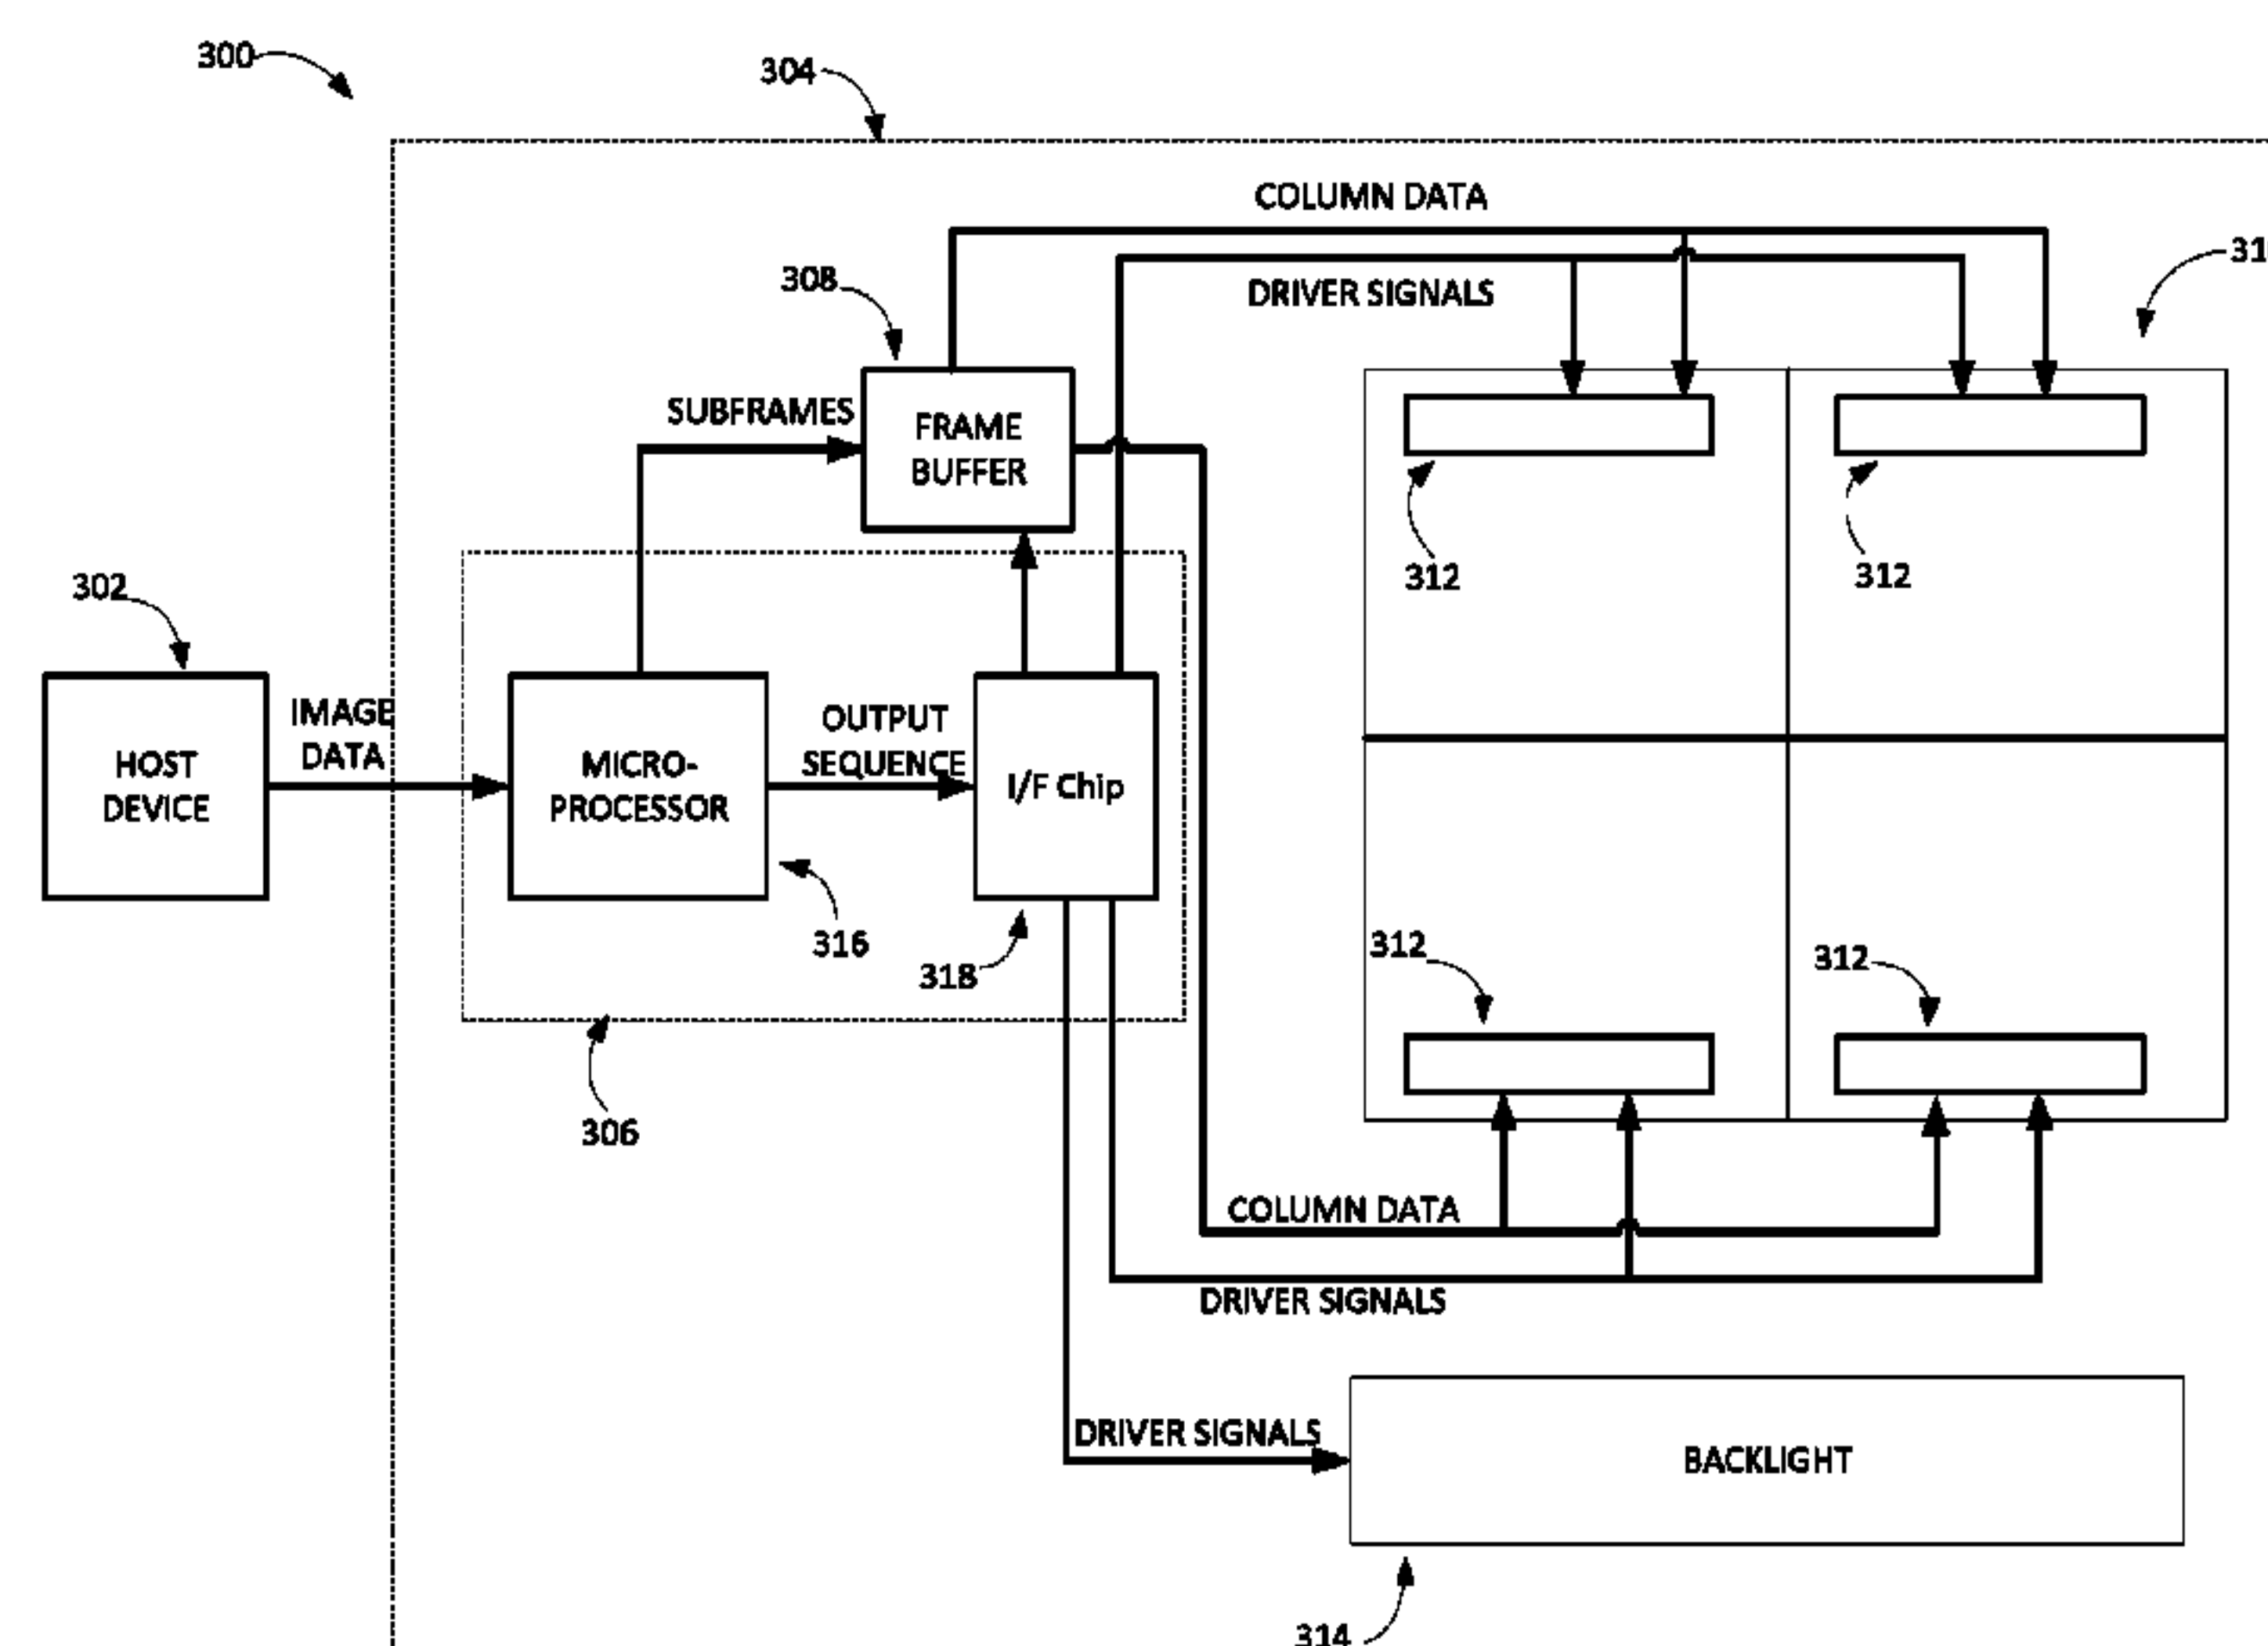 300
304
COLUMN DATA
DRIVER SIGNALS
308
SUBFRAMES
FRAME
BUFFER
312
312
302
HOST
DEVICE
IMAGE
DATA
MICRO-
PROCESSOR
OUTPUT
SEQUENCE
I/F Chip
316
318
306
312
312
COLUMN DATA
DRIVER SIGNALS
DRIVER SIGNALS
BACKLIGHT
314